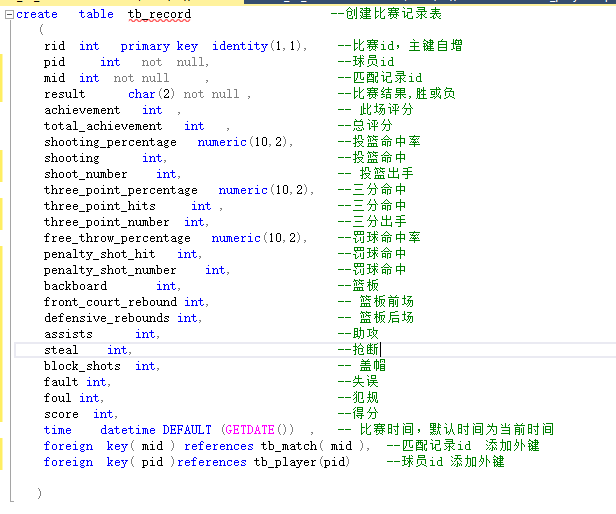 create table tb_record --创建比赛记录表
(
rid int primary key identity(1,1), --比赛id，主键自增
pid int not null, --球员id
mid int not null , --匹配记录id
result char(2) not null , --比赛结果,胜或负
achievement int , -- 此场评分
total_achievement int , --总评分
shooting_percentage numeric(10,2), --投篮命中率
shooting int, --投篮命中
shoot_number int, -- 投篮出手
three_point_percentage numeric(10,2), --三分命中
three_point_hits int , --三分命中
three_point_number int, --三分出手
free_throw_percentage numeric(10,2), --罚球命中率
penalty_shot_hit int, --罚球命中
penalty_shot_number int, --罚球命中
backboard int, --篮板
front_court_rebound int, -- 篮板前场
defensive_rebounds int, -- 篮板后场
assists int, --助攻
steal int, --抢断
block_shots int, -- 盖帽
fault int, --失误
foul int, --犯规
score int, --得分
time datetime DEFAULT (GETDATE()) , -- 比赛时间，默认时间为当前时间
foreign key( mid ) references tb_match( mid ), --匹配记录id 添加外键
foreign key( pid )references tb_player(pid) --球员id 添加外键
)